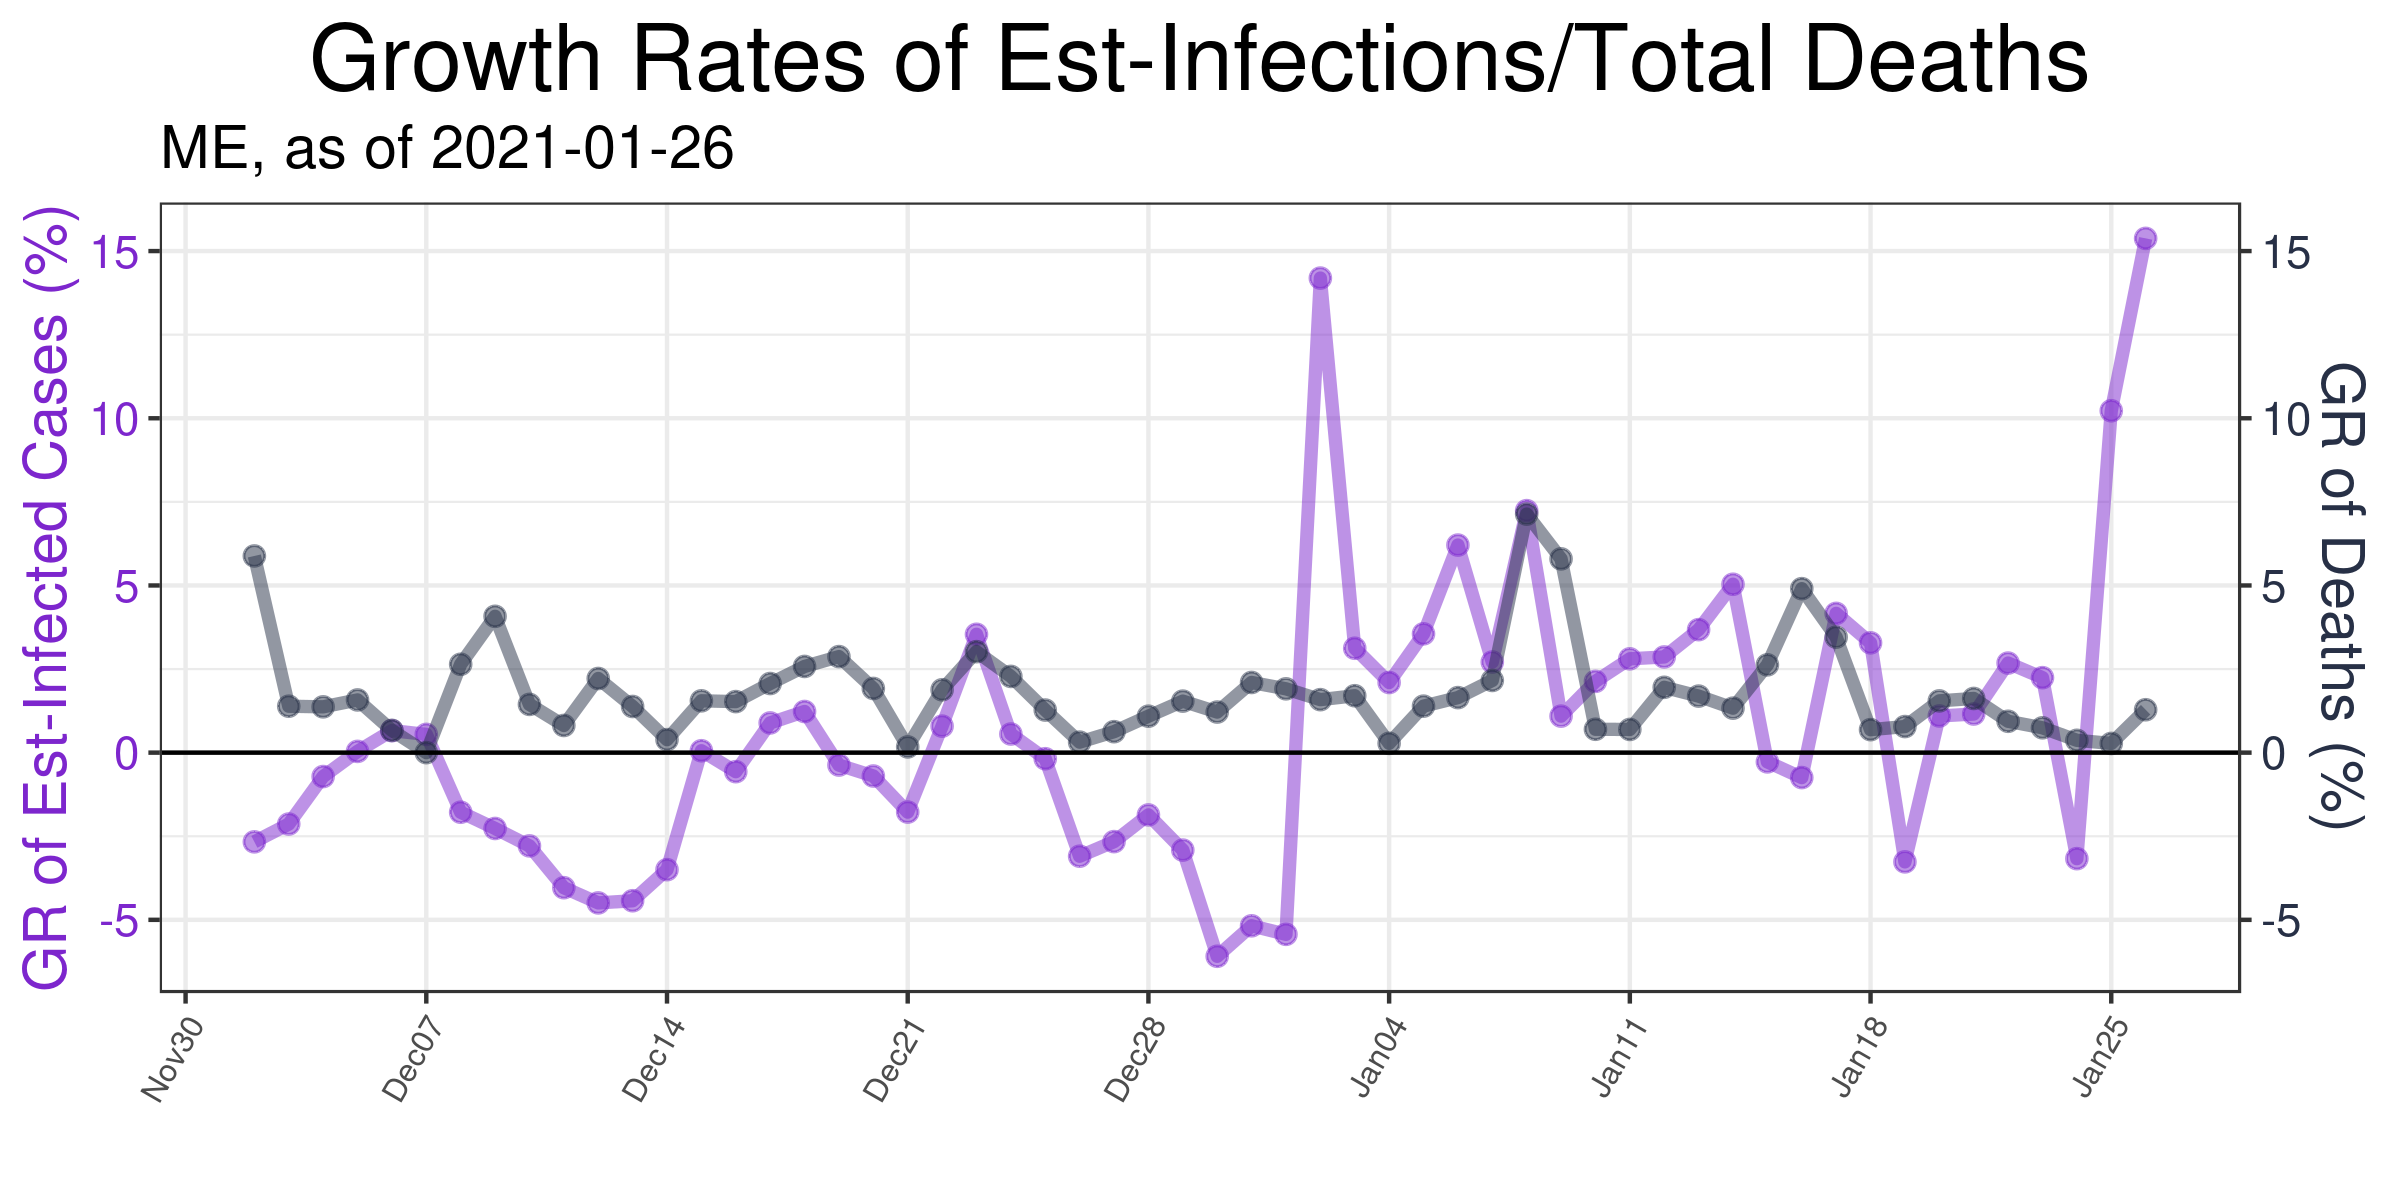 Growth Rates of Est-Infections/Total Deaths
ME, as of 2021-01-26
GR of Est-Infected Cases (%)
15
10
5
0
-5
15
10
5
0
-5
GR of Deaths (%)
Nov30
Dec07
Dec14
Dec21
Dec28
Jan04
Jan11
Jan18
Jan25